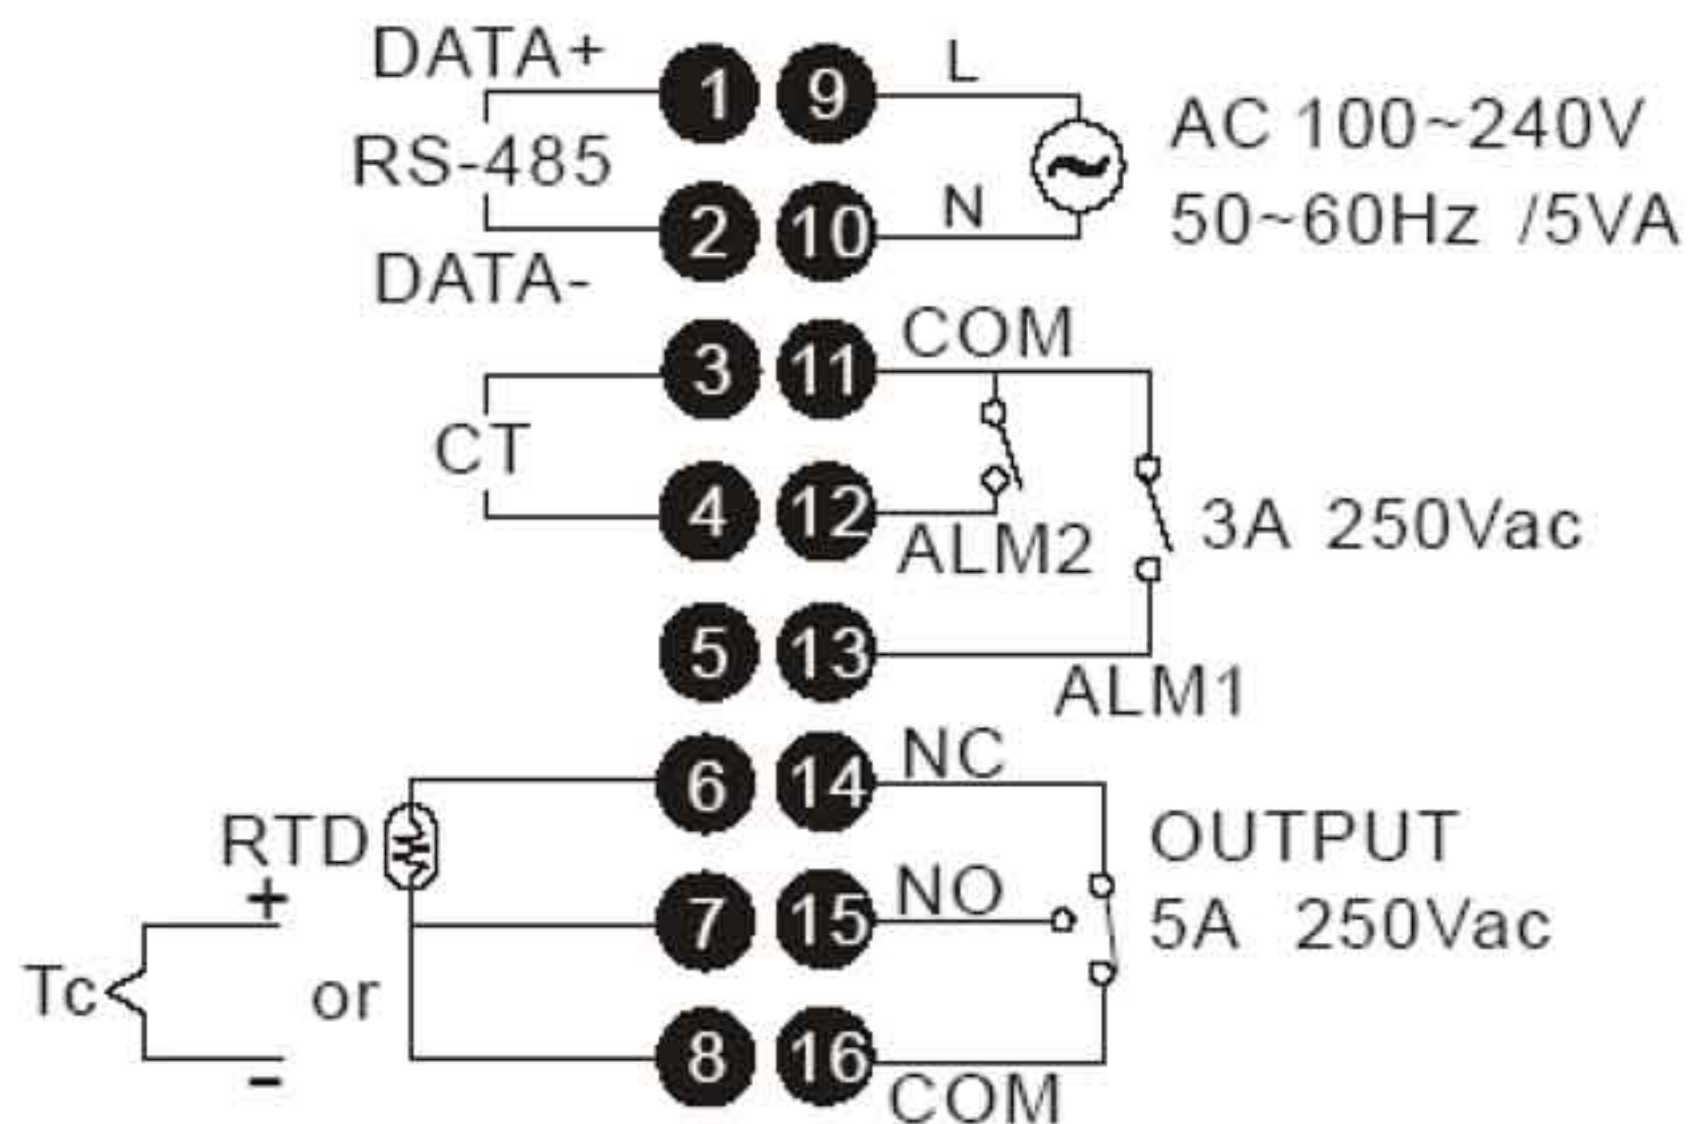 DATA+
1 9 L
RS-485
AC 100~240V
2 10 N
50~60Hz /5VA
DATA-
COM
3 11
CT
4 12
ALM2
3A 250Vac
5 13
ALM1
NC
6 14
RTD
OUTPUT
+
NO
7 15
5A 250Vac
Tc or
8 16
-
COM